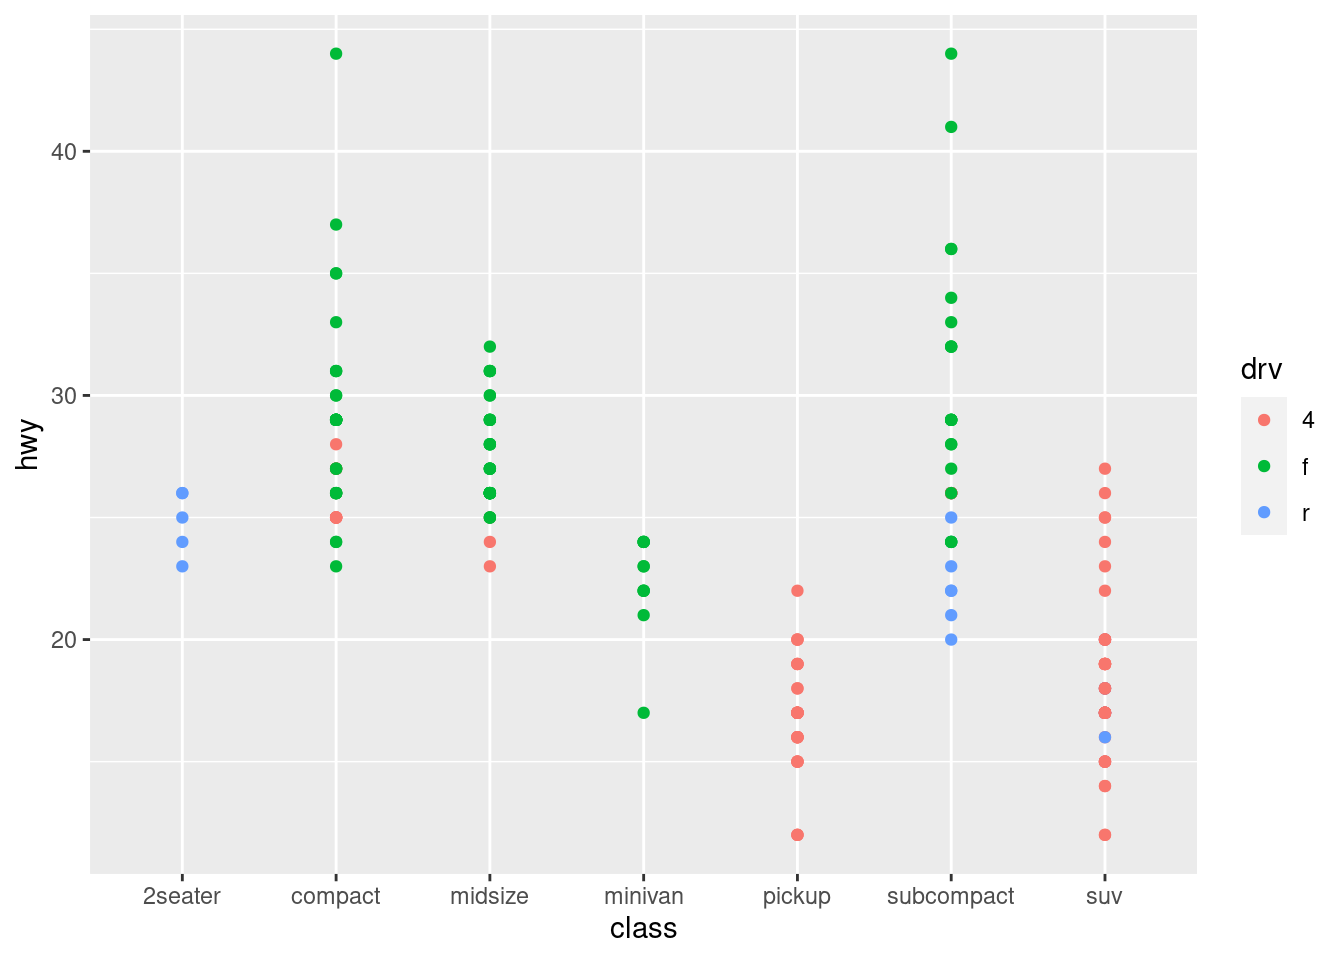 40
30
20
hwy
2seater compact midsize minivan pickup subcompact suv
class
drv
4
f
r